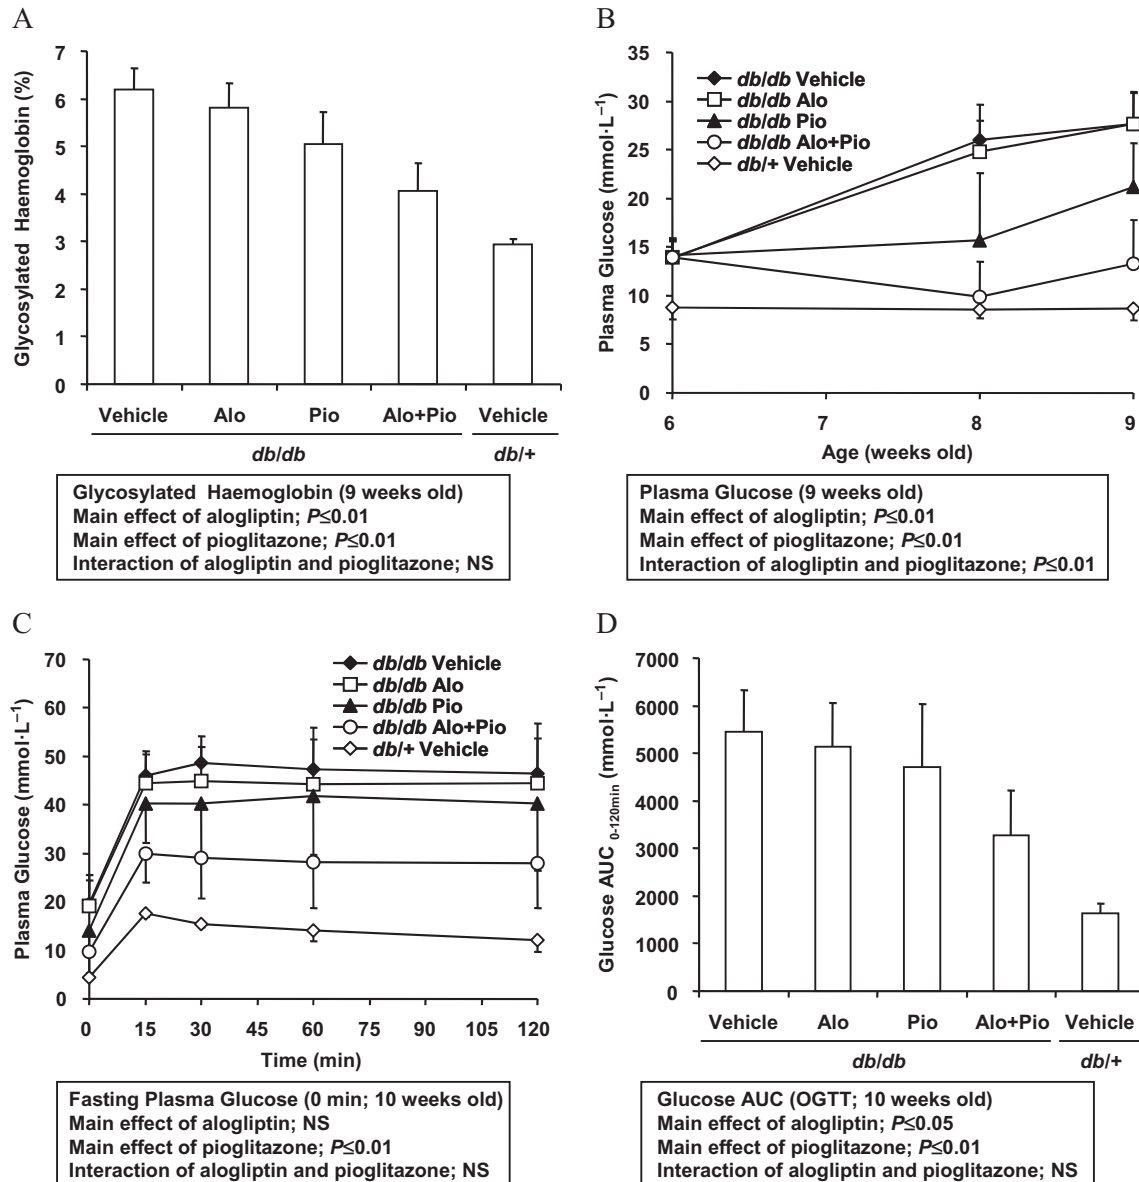 A
7
6
5
4
3
2
1
0
Glycosylated Haemoglobin (%)
Vehicle Alo Pio Alo+Pio Vehicle
db/db db/+
Glycosylated Haemoglobin (9 weeks old)
Main effect of alogliptin; P≤0.01
Main effect of pioglitazone; P≤0.01
Interaction of alogliptin and pioglitazone; NS
B
35
30
25
20
15
10
5
0
Plasma Glucose (mmol·L−1)
db/db Vehicle
db/db Alo
db/db Pio
db/db Alo+Pio
db/+ Vehicle
6 7 8 9
Age (weeks old)
Plasma Glucose (9 weeks old)
Main effect of alogliptin; P≤0.01
Main effect of pioglitazone; P≤0.01
Interaction of alogliptin and pioglitazone; P≤0.01
C
70
60
50
40
30
20
10
0
Plasma Glucose (mmol·L−1)
db/db Vehicle
db/db Alo
db/db Pio
db/db Alo+Pio
db/+ Vehicle
0 15 30 45 60 75 90 105 120
Time (min)
Fasting Plasma Glucose (0 min; 10 weeks old)
Main effect of alogliptin; NS
Main effect of pioglitazone; P≤0.01
Interaction of alogliptin and pioglitazone; NS
D
7000
6000
5000
4000
3000
2000
1000
0
Glucose AUC 0-120min (mmol·L−1)
Vehicle Alo Pio Alo+Pio Vehicle
db/db db/+
Glucose AUC (OGTT; 10 weeks old)
Main effect of alogliptin; P≤0.05
Main effect of pioglitazone; P≤0.01
Interaction of alogliptin and pioglitazone; NS